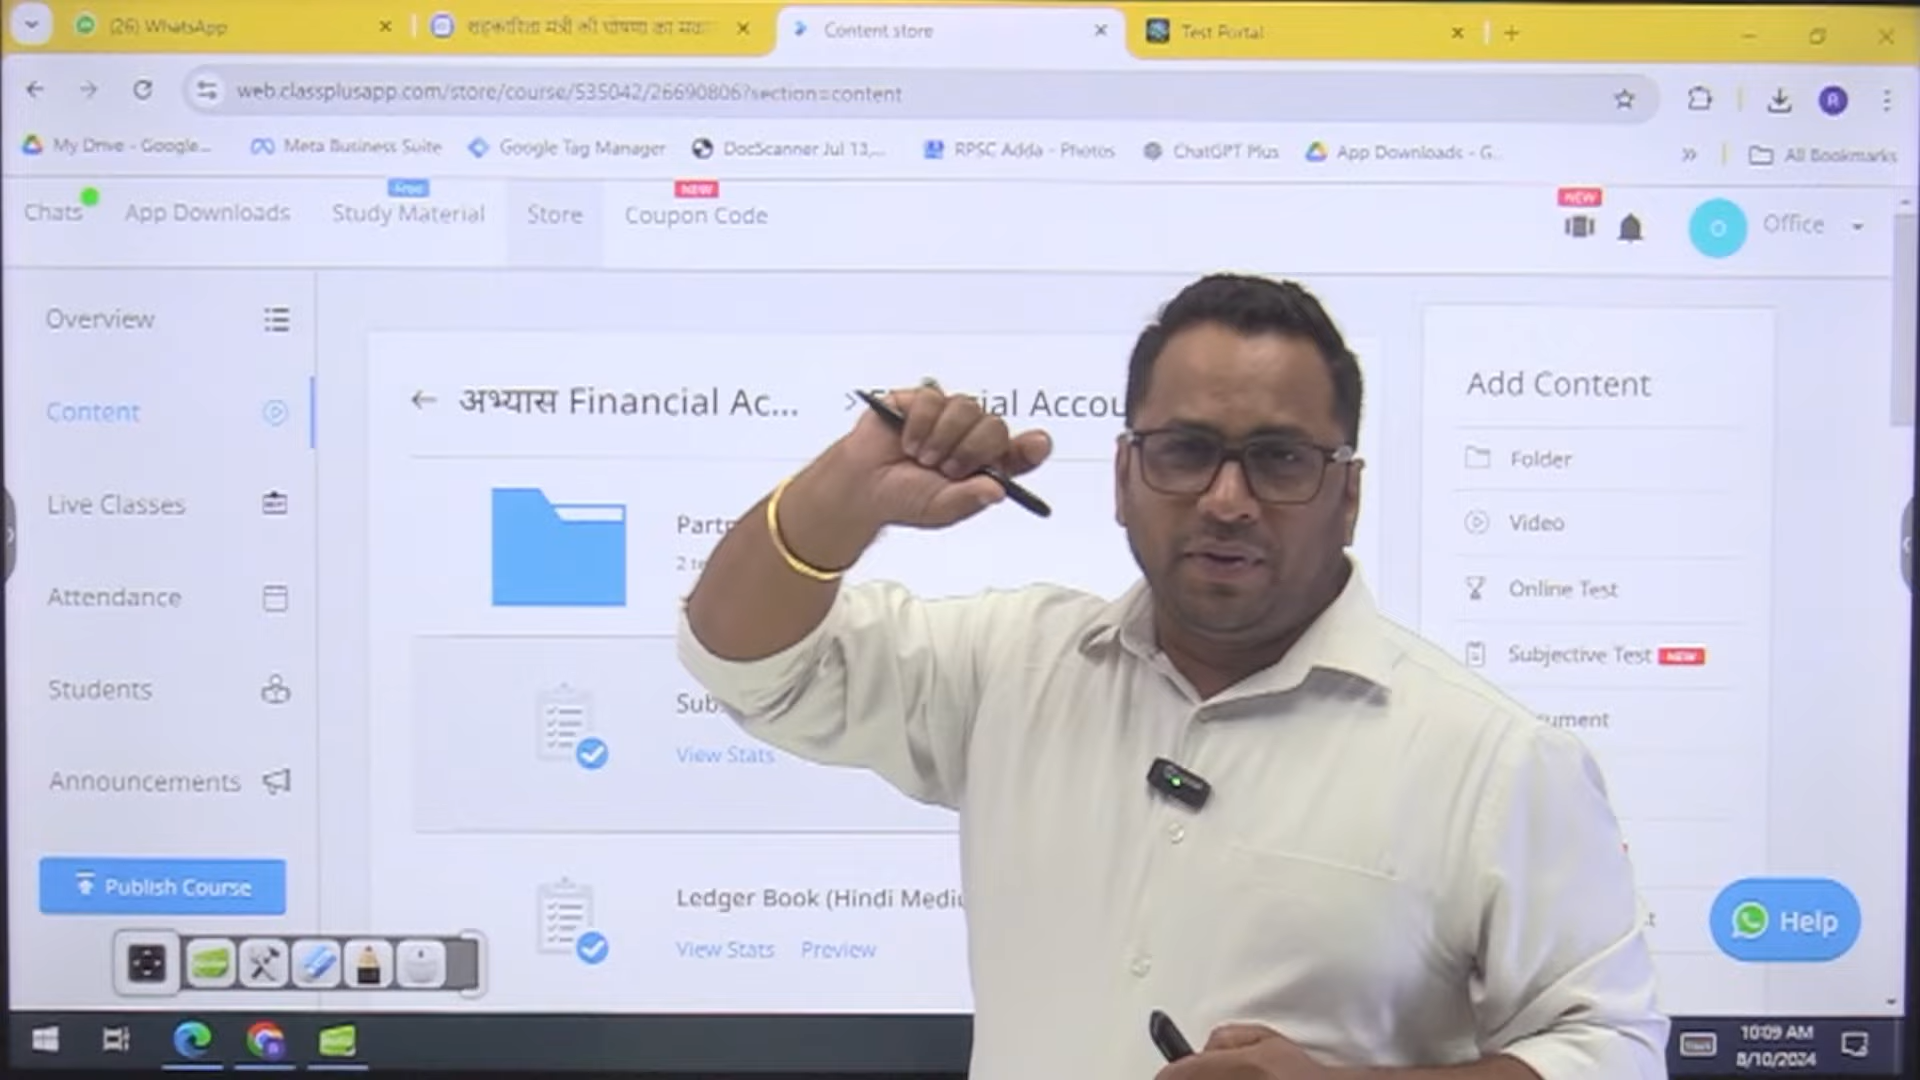 (26) WhatsApp
सहकारिता मंत्री की घोषणा का
Content store
Test Portal
web.classplusapp.com/store/course/535042/26690806?section=content
R
My Drive - Google...
Meta Business Suite
Google Tag Manager
DocScanner Jul 13,...
RPSC Adda - Photos
ChatGPT Plus
App Downloads - G...
All Bookmarks
Chats
App Downloads
Free
Study Material
Store
NEW
Coupon Code
NEW
O
Office
Overview
Content
Live Classes
Attendance
Students
Announcements
Publish Course
अभ्यास Financial Ac...
View Stats
Ledger Book (Hindi
View Stats Preview
Add Content
Folder
Video
Online Test
Subjective Test NEW
Help
10:09 AM
8/10/2024